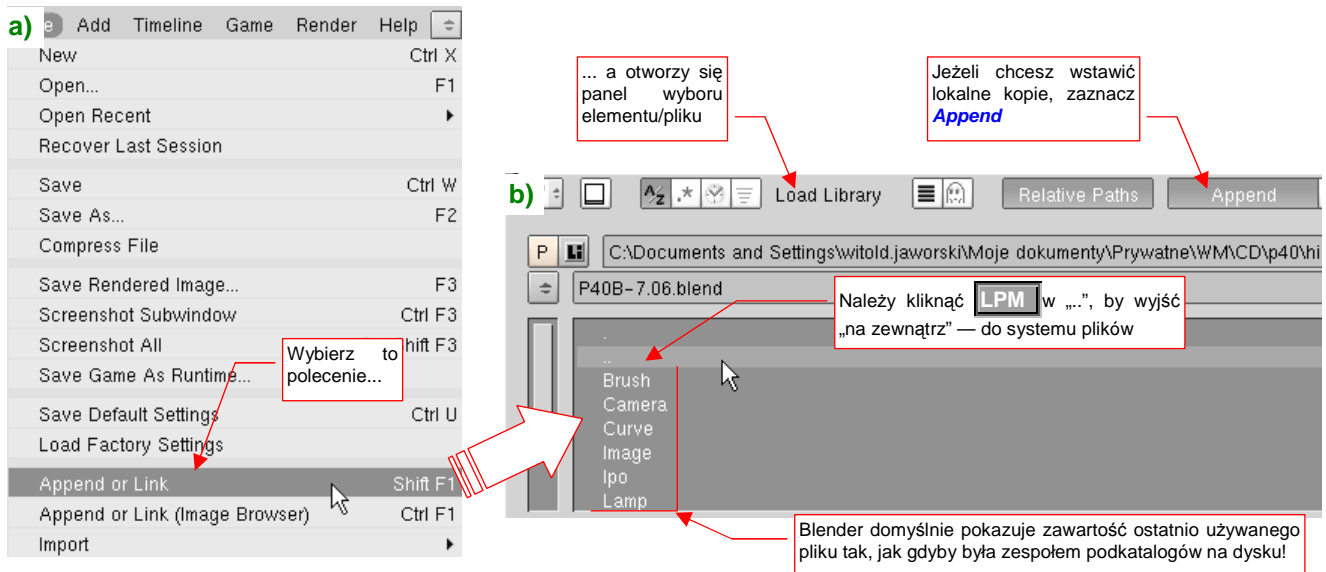 a) e Add Timeline Game Render Help
New Ctrl X
Open... F1
Open Recent
Recover Last Session
Save Ctrl W
Save As... F2
Compress File
Save Rendered Image... F3
Screenshot Subwindow Ctrl F3
Screenshot All hift F3
Save Game As Runtime...
Save Default Settings Ctrl U
Load Factory Settings
Append or Link Shift F1
Append or Link (Image Browser) Ctrl F1
Import
Wybierz to
polecenie...
... a otworzy się
panel wyboru
elementu/pliku
Jeżeli chcesz wstawić
lokalne kopie, zaznacz
Append
b) Load Library Relative Paths Append
P C:\Documents and Settings\witold.jaworski\Moje dokumenty\Prywatne\WM\CD\p40\hi
P40B-7.06.blend
Należy kliknąć LPM w „..”, by wyjść
„na zewnątrz” — do systemu plików
.
..
Brush
Camera
Curve
Image
Ipo
Lamp
Blender domyślnie pokazuje zawartość ostatnio używanego
pliku tak, jak gdyby była zespołem podkatalogów na dysku!